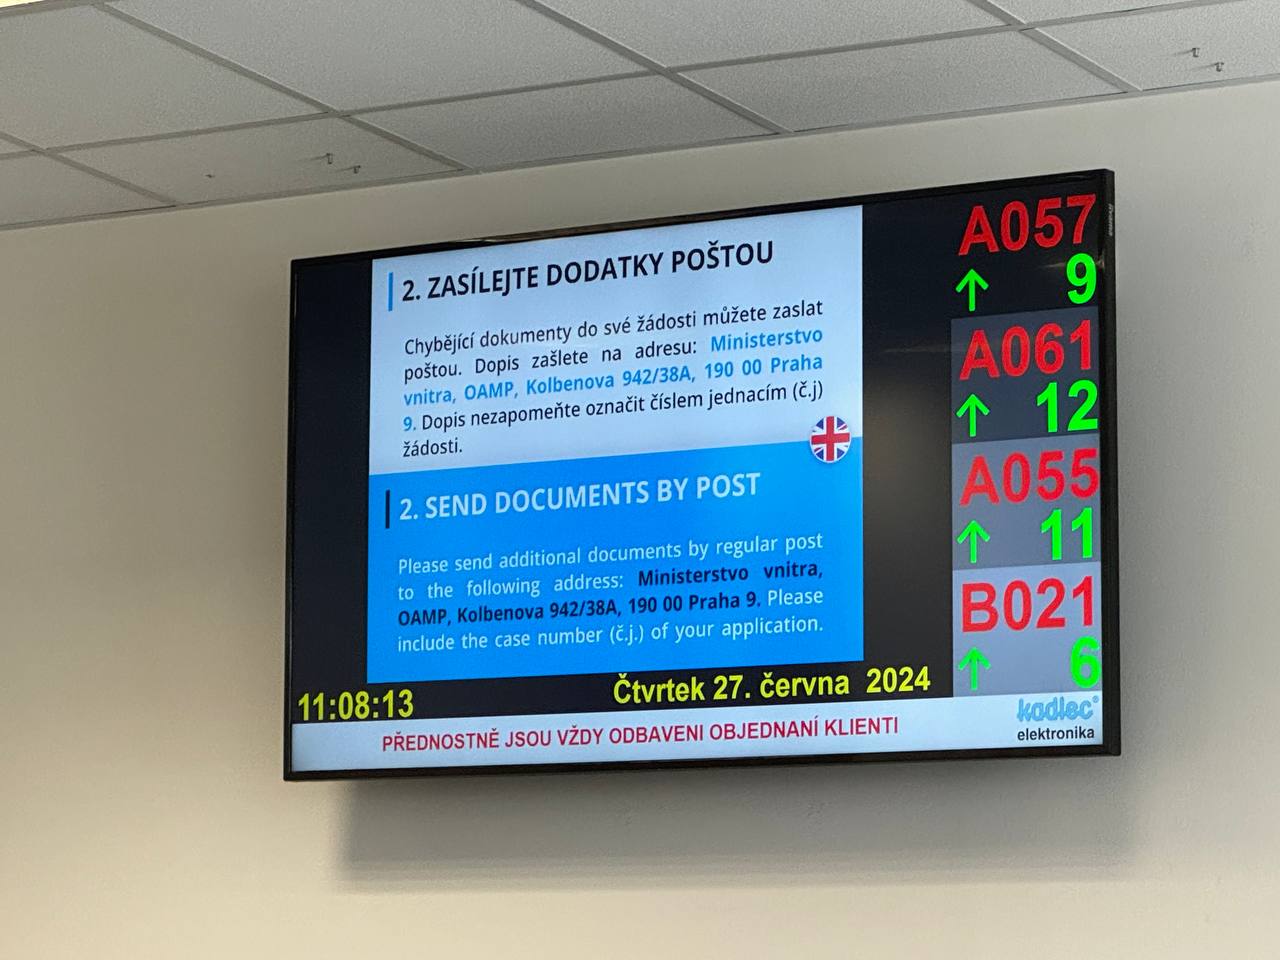 2. ZASÍLEJTE DODATKY POŠTOU
Chybějící dokumenty do své žádosti můžete zaslat
poštou. Dopis zašlete na adresu: Ministerstvo
vnitra, OAMP, Kolbenova 942/38A, 190 00 Praha
9. Dopis nezapomeňte označit číslem jednacím (č.j)
žádosti.
2. SEND DOCUMENTS BY POST
Please send additional documents by regular post
to the following address: Ministerstvo vnitra,
OAMP, Kolbenova 942/38A, 190 00 Praha 9. Please
include the case number (č.j.) of your application.
A057
↑ 9
A061
↑ 12
A055
↑ 11
B021
↑ 6
11:08:13
Čtvrtek 27. června 2024
PŘEDNOSTNĚ JSOU VŽDY ODBAVENI OBJEDNANÍ KLIENTI
kadlec®
elektronika